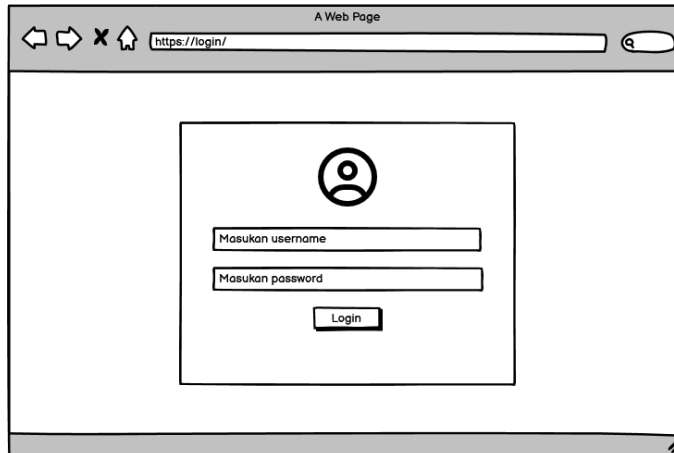 A Web Page
https://login/
Masukan username
Masukan password
Login